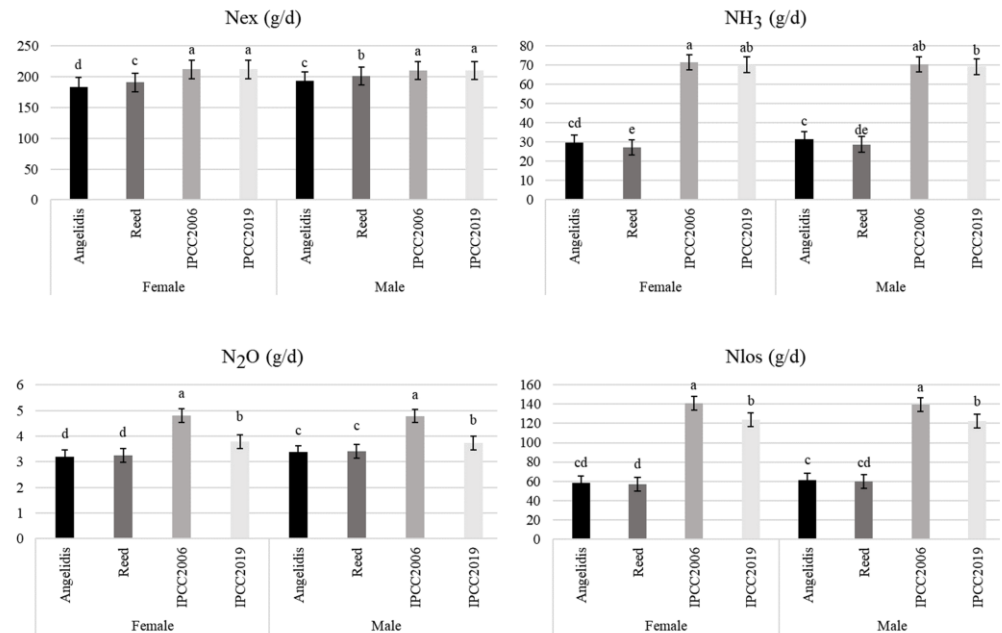 Nex (g/d)
250
200
150
100
50
0
d
c
a
a
c
b
a
a
Angelidis
Reed
IPCC2006
IPCC2019
Angelidis
Reed
IPCC2006
IPCC2019
Female
Male
NH3 (g/d)
80
70
60
50
40
30
20
10
0
cd
e
a
ab
c
de
ab
b
Angelidis
Reed
IPCC2006
IPCC2019
Angelidis
Reed
IPCC2006
IPCC2019
Female
Male
N2O (g/d)
6
5
4
3
2
1
0
d
d
a
b
c
c
a
b
Angelidis
Reed
IPCC2006
IPCC2019
Angelidis
Reed
IPCC2006
IPCC2019
Female
Male
Nlos (g/d)
160
140
120
100
80
60
40
20
0
cd
d
a
b
c
cd
a
b
Angelidis
Reed
IPCC2006
IPCC2019
Angelidis
Reed
IPCC2006
IPCC2019
Female
Male